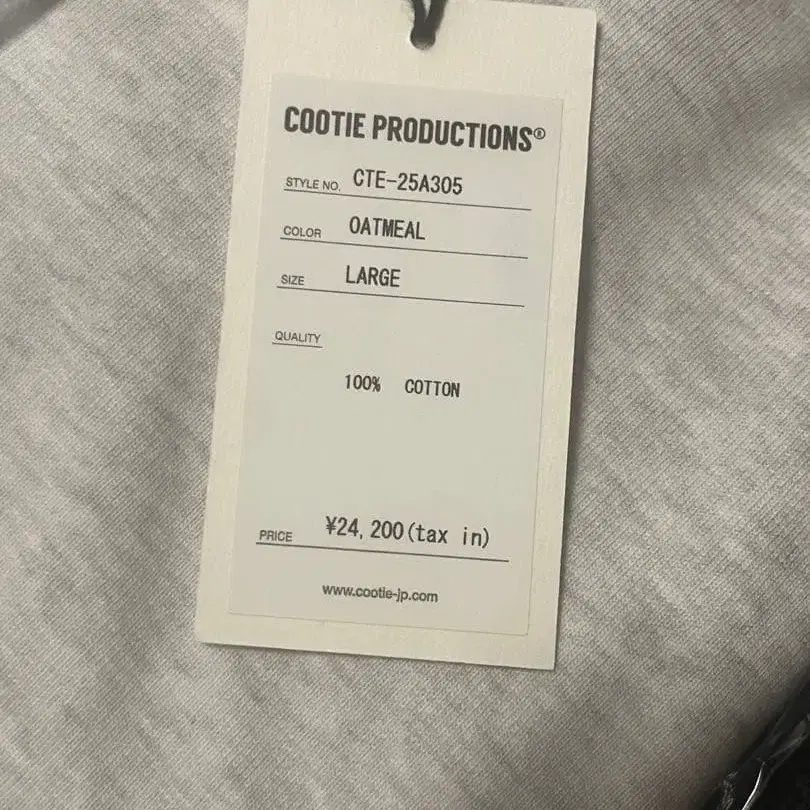 COOTIE PRODUCTIONS®
STYLE NO. CTE-25A305
COLOR OATMEAL
SIZE LARGE
QUALITY
100% COTTON
PRICE ¥24,200(tax in)
www.cootie-jp.com